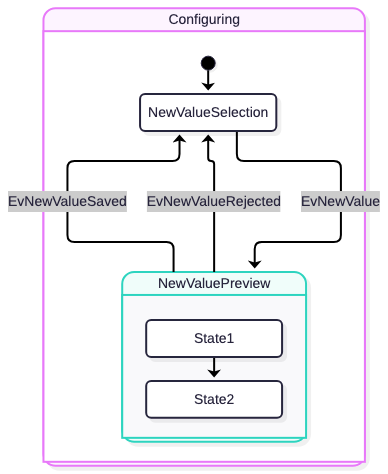 Configuring
NewValueSelection
EvNewValueSaved
EvNewValueRejected
EvNewValue
NewValuePreview
State1
State2